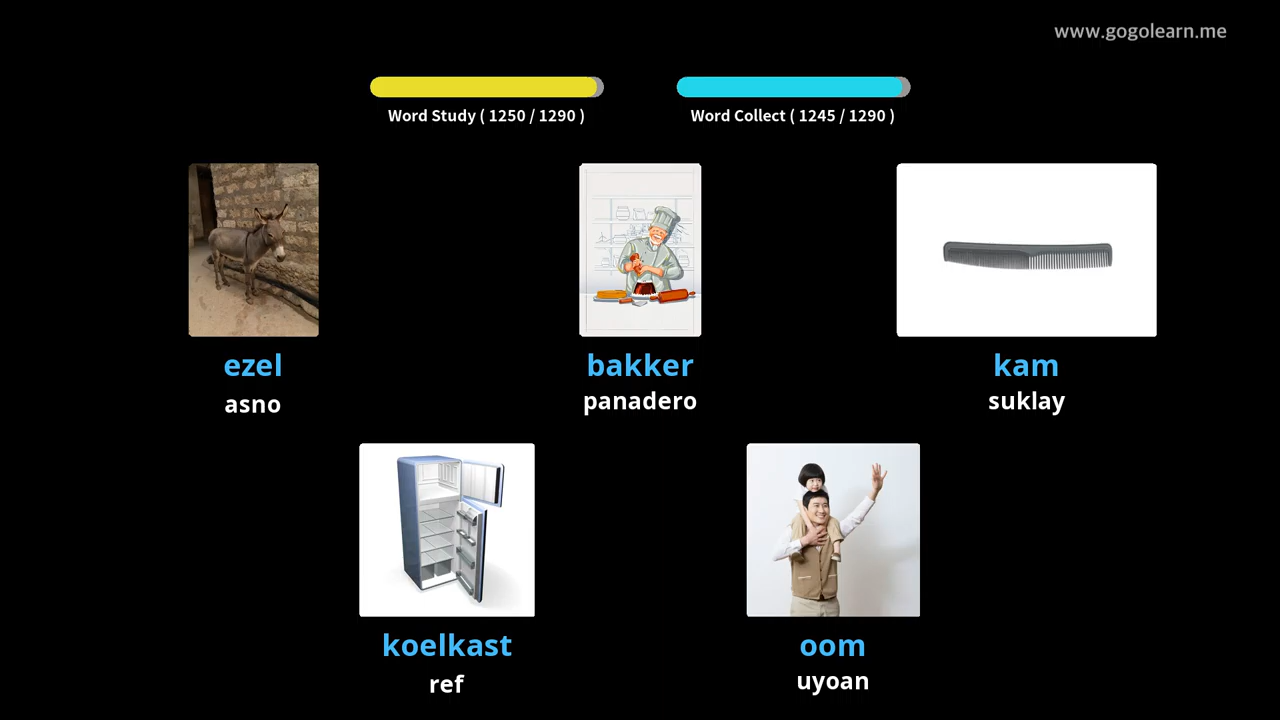 www.gogolearn.me
Word Study ( 1250 / 1290 )
Word Collect ( 1245 / 1290 )
ezel
asno
bakker
panadero
kam
suklay
koelkast
ref
oom
uyoan